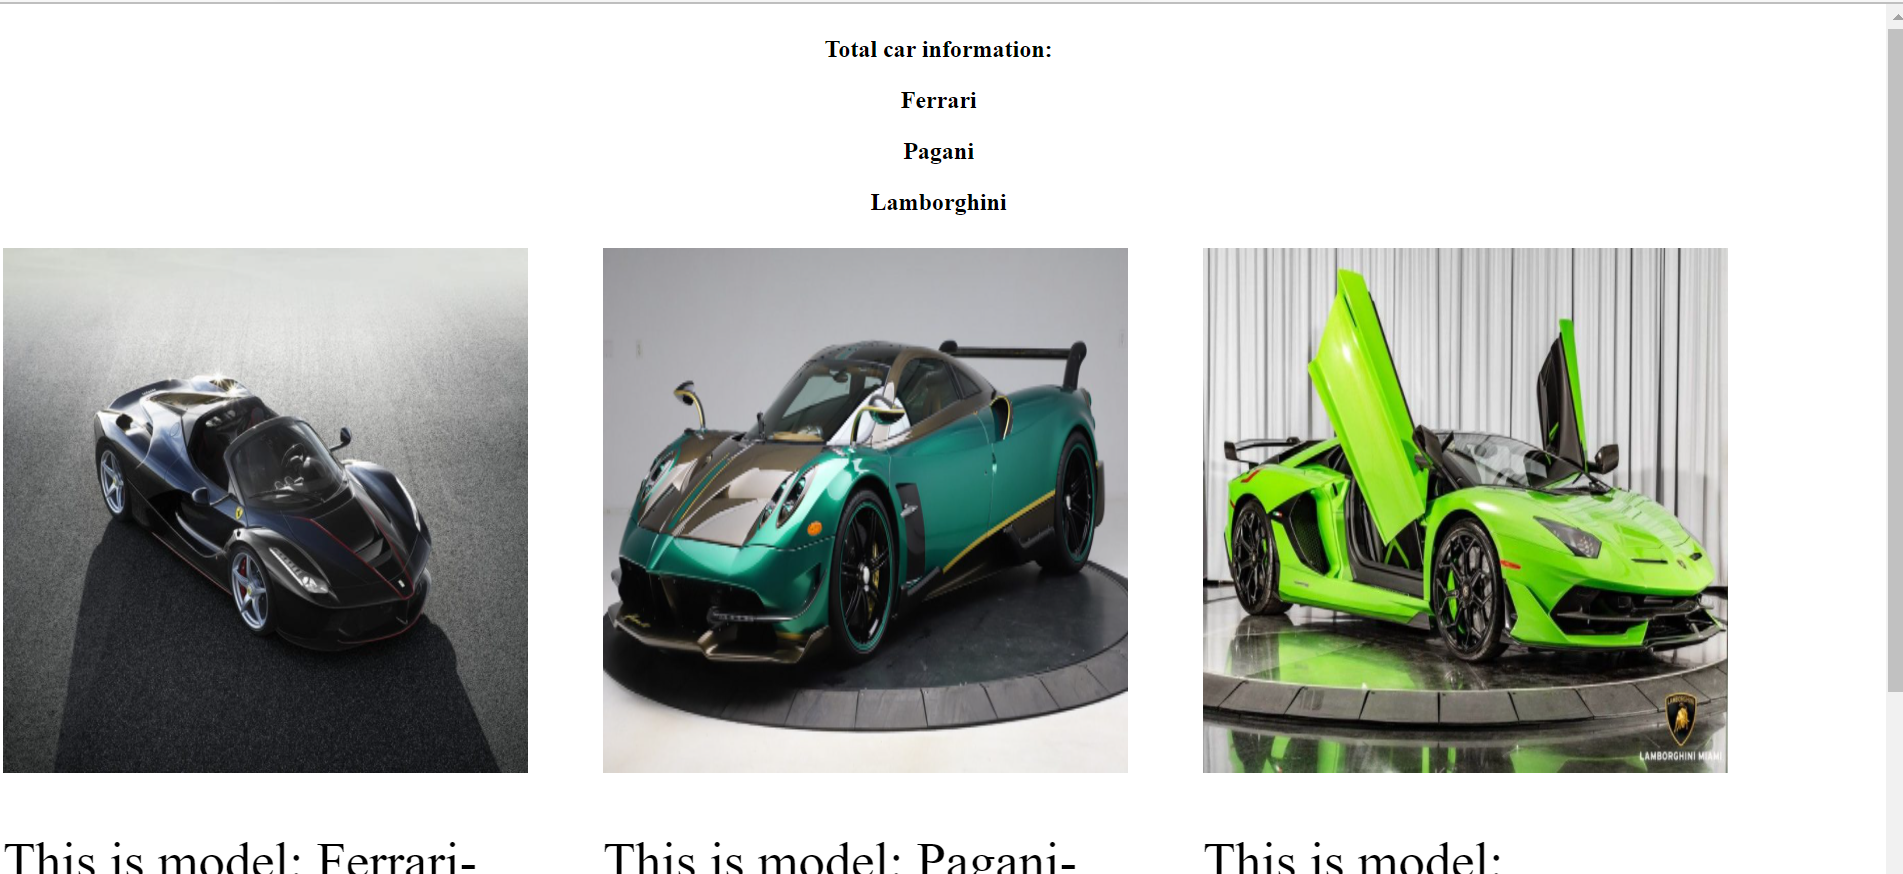 Total car information:
Ferrari
Pagani
Lamborghini
LAMBORGHINI MIAMI
This is model: Ferrari-
This is model: Pagani-
This is model: